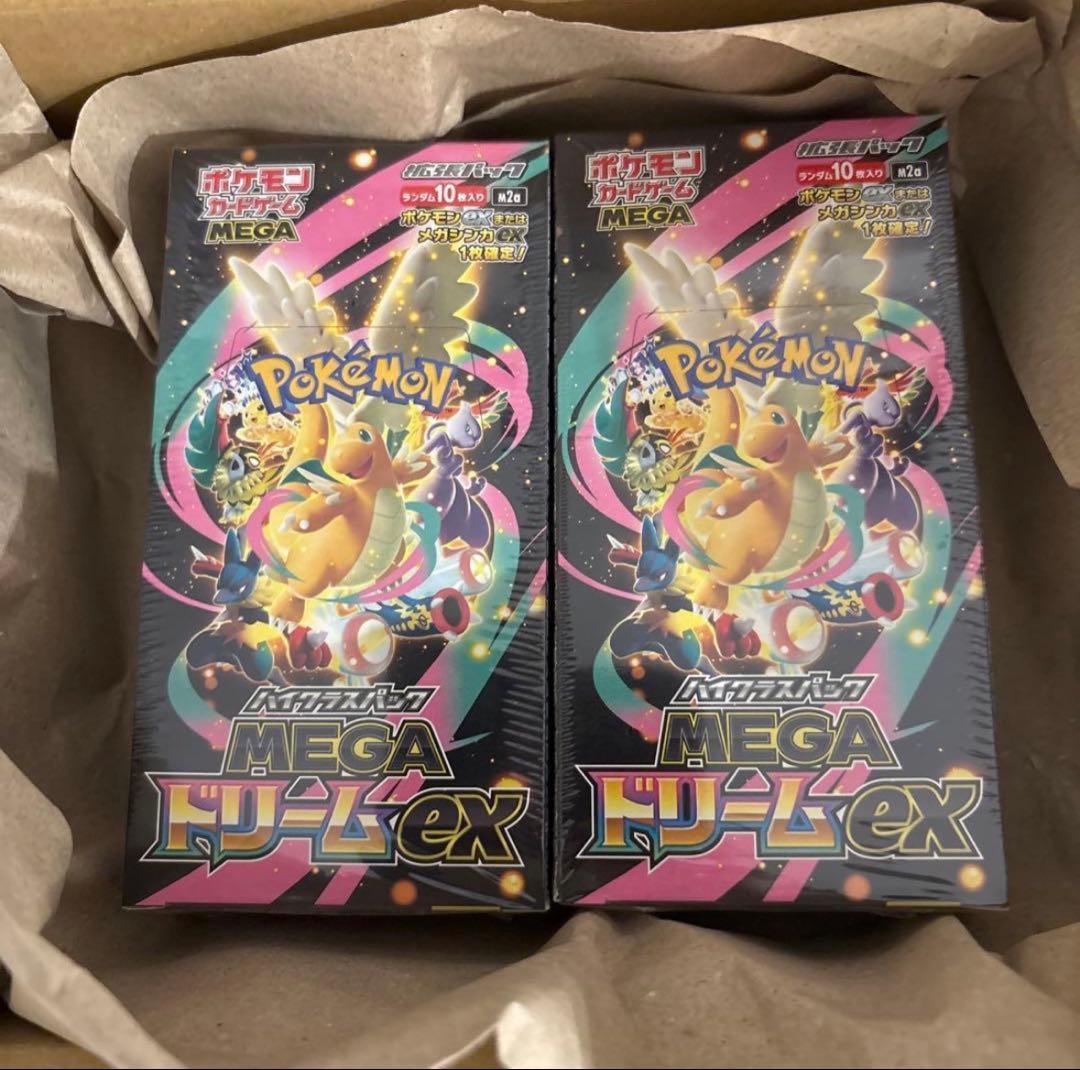 ポケモン
カードゲーム
MEGA
拡張パック
ランダム10枚入り M2a
ポケモンexまたは
メガシンカex
1枚確定!
POKéMON
ハイクラスパック
MEGA
ドリームex
ポケモン
カードゲーム
MEGA
拡張パック
ランダム10枚入り M2a
ポケモンexまたは
メガシンカex
1枚確定!
POKéMON
ハイクラスパック
MEGA
ドリームex